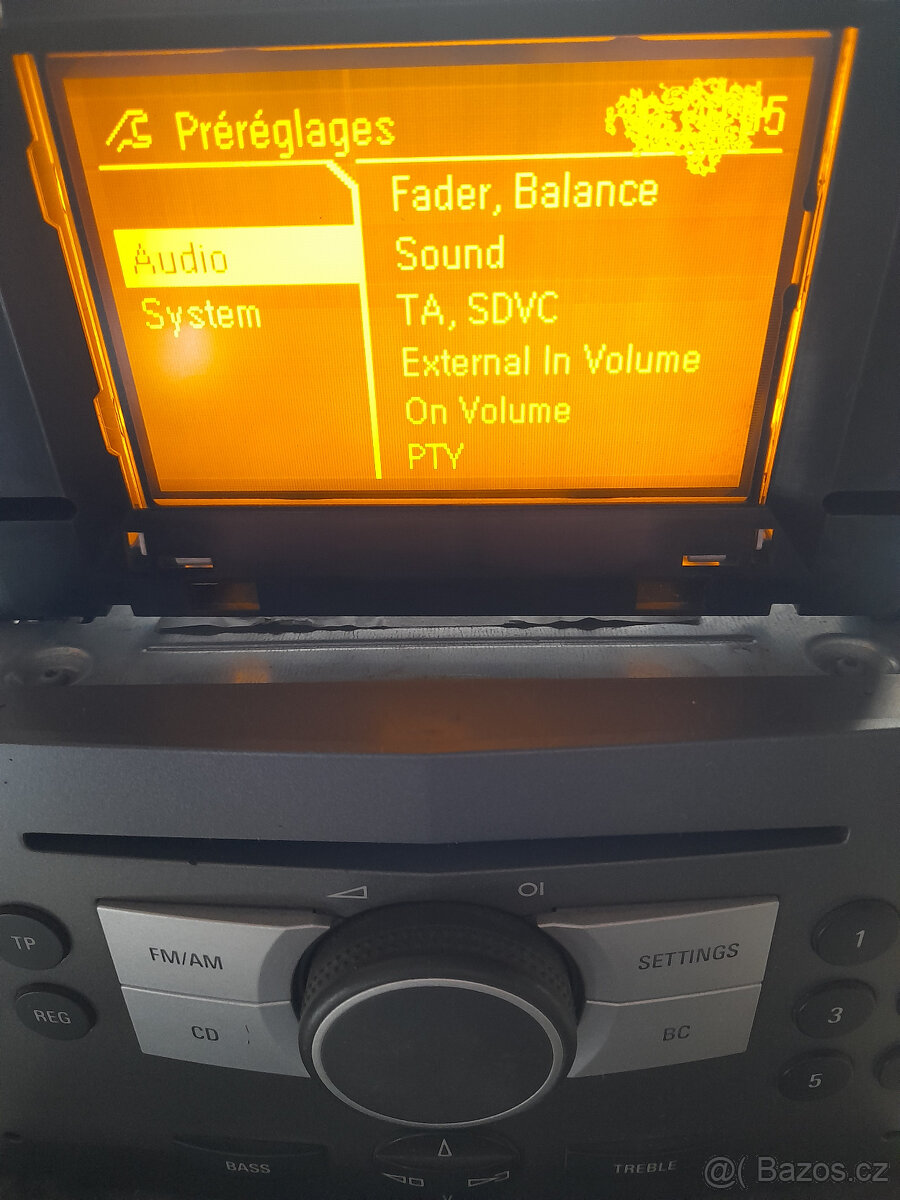 Préréglages 5
Fader, Balance
Audio
Sound
System
TA, SDVC
External In Volume
On Volume
PTY
TP
FM/AM
SETTINGS
1
REG
CD
BC
3
5
BASS
TREBLE
@( Bazos.cz